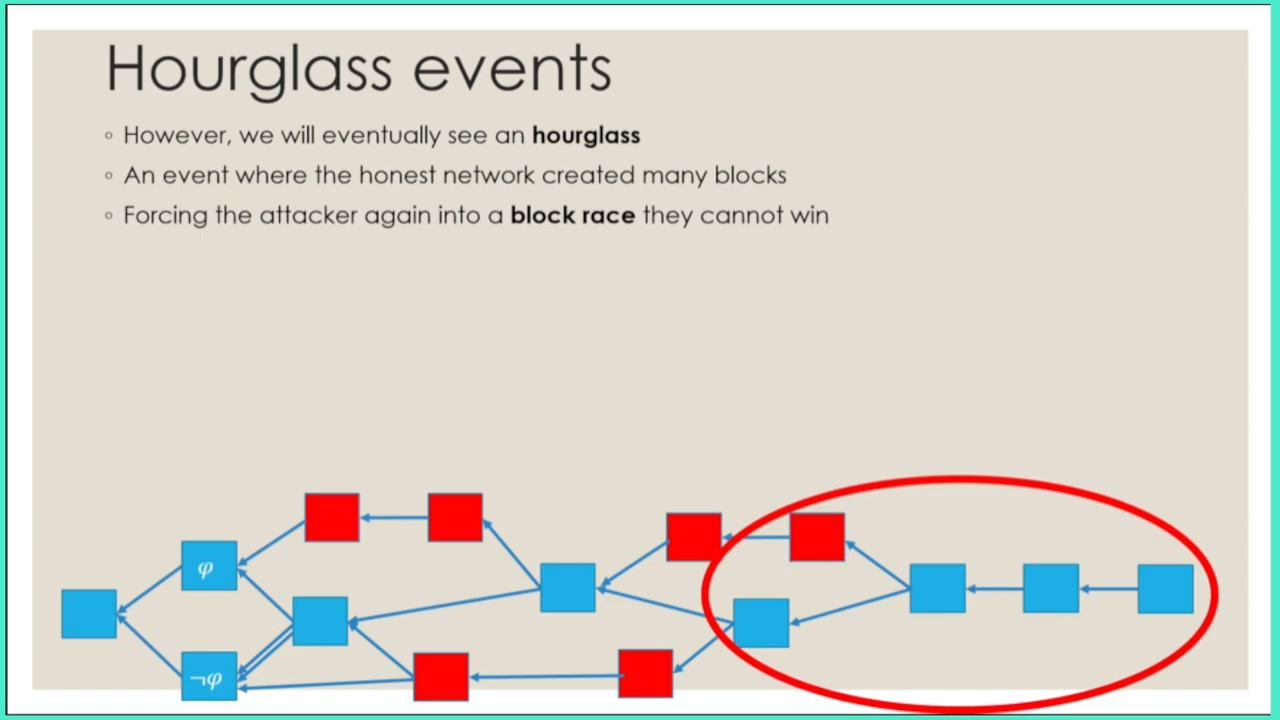 Hourglass events
◦ However, we will eventually see an hourglass
◦ An event where the honest network created many blocks
◦ Forcing the attacker again into a block race they cannot win
φ
¬φ